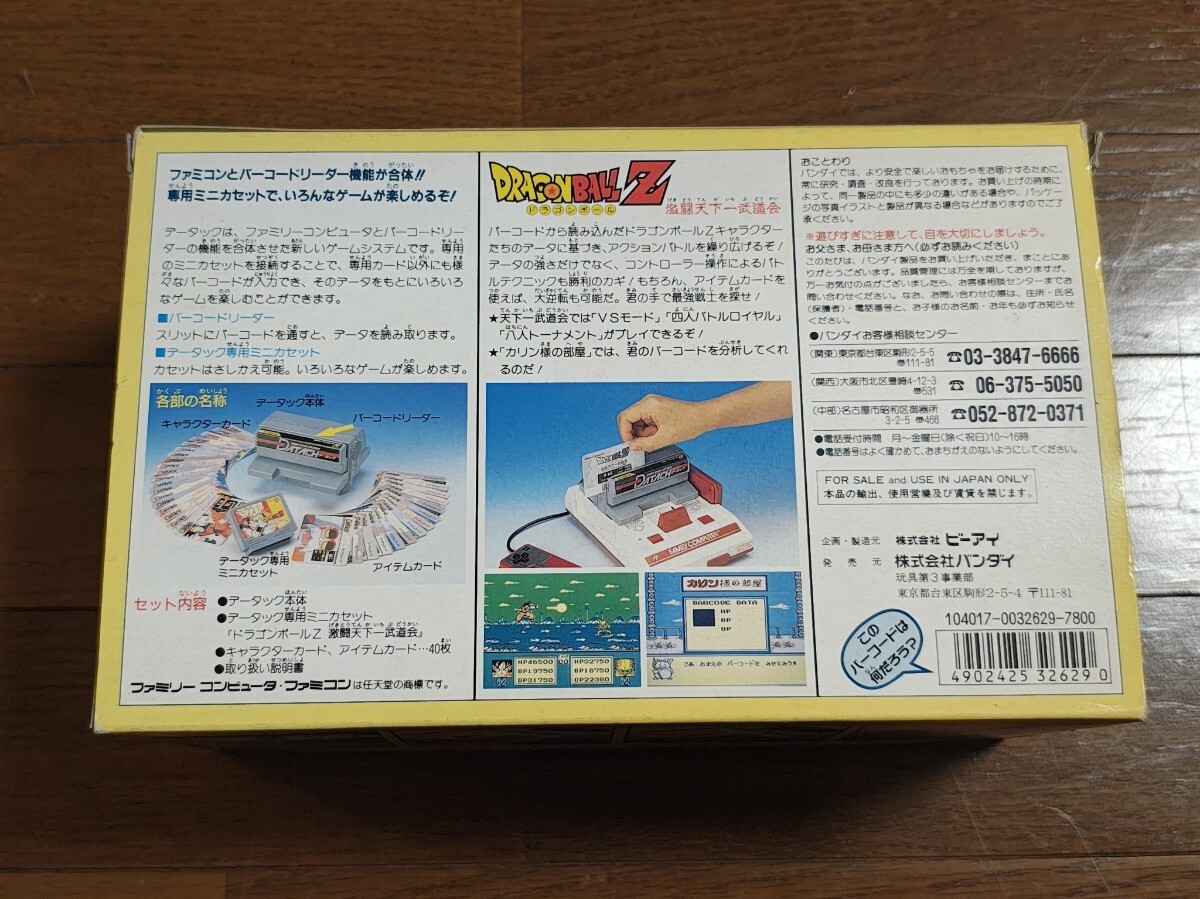 ファミコンとバーコードリーダー機能が合体!!
専用ミニカセットで、いろんなゲームが楽しめるぞ!
データックは、ファミリーコンピュータとバーコードリー
ダーの機能を合体させた新しいゲームシステムです。専用
のミニカセットを接続することで、専用カード以外にも様
々なバーコードが入力でき、そのデータをもとにいろいろ
なゲームを楽しむことができます。
■バーコードリーダー
スリットにバーコードを通すと、データを読み取ります。
■データック専用ミニカセット
カセットはさしかえ可能。いろいろなゲームが楽しめます。
各部の名称
データック本体
キャラクターカード
バーコードリーダー
DATACH
データック専用
ミニカセット
アイテムカード
セット内容
●データック本体
●データック専用ミニカセット
「ドラゴンボールZ 激闘天下一武道会」
●キャラクターカード、アイテムカード…40枚
●取り扱い説明書
ファミリー コンピュータ・ファミコンは任天堂の商標です。
DRAGON BALL Z
ドラゴンボール
激闘天下一武道会
バーコードから読み込んだドラゴンボールZキャラクター
たちのデータに基づき、アクションバトルを繰り広げるぞ!
データの強さだけでなく、コントローラー操作によるバト
ルテクニックも勝利のカギ!もちろん、アイテムカードを
使えば、大逆転も可能だ。君の手で最強戦士を探せ!
★天下一武道会では「VSモード」「四人バトルロイヤル」
「八人トーナメント」がプレイできるぞ!
★「カリン様の部屋」では、君のバーコードを分析してくれ
るのだ!
DATACH
FAMILY COMPUTER
HP46500
BP19750
DP31750
00
HP32750
BP16750
DP22380
カリン様の部屋
BARCODE DATA
HP
BP
DP
さあ おまえの バーコードを みせてみろ
おことわり
バンダイでは、より安全で楽しいおもちゃをお届けするために、
常に研究・調査・改良を行っております。お買い上げの時期に
よって、同一製品の中にも多少の違いがある場合や、パッケー
ジの写真イラストと製品が異なる場合などがありますのでご了
承ください。
※遊びすぎに注意して、目を大切にしましょう。
お父さま、お母さま方へ(必ずお読みください)
このたびは、バンダイ製品をお買い上げいただき、まことにあ
りがとうございます。品質管理には万全を期しておりますが、
万一お気付の点がございましたら、お客様相談センターまでお
問い合わせください。なお、お問い合わせの際は、住所・氏名
(保護者)・電話番号と、お子様のお名前・お年も必ずお知らせ
ください。
●バンダイお客様相談センター
(関東)東京都台東区駒形2-5-5
〒111-81
☎03-3847-6666
(関西)大阪市北区豊崎4-12-3
〒531
☎06-375-5050
(中部)名古屋市昭和区御器所
3-2-5 〒466
☎052-872-0371
●電話受付時間 月〜金曜日(除く祝日)10〜16時
●電話番号はよく確かめて、おまちがえのないようにしてください。
FOR SALE and USE IN JAPAN ONLY
本品の輸出、使用営業及び賃貸を禁じます。
企画・製造元 株式会社 ビーアイ
発売元 株式会社バンダイ
玩具第3事業部
東京都台東区駒形2-5-4 〒111-81
104017-0032629-7800
このバーコードは何だろう?
4902425 32629 0